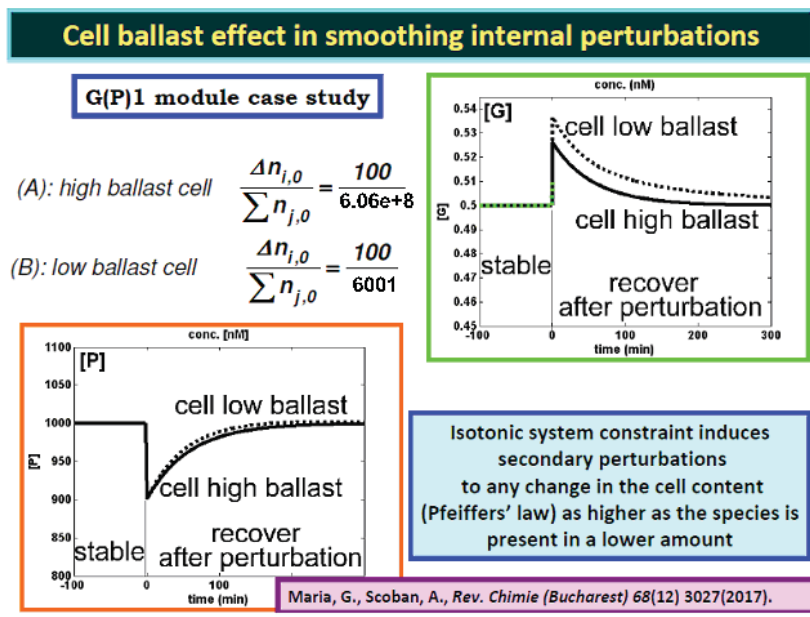 Cell ballast effect in smoothing internal perturbations
G(P)1 module case study
(A): high ballast cell Δn_{i,0} / ∑ n_{j,0} = 100 / 6.06e+8
(B): low ballast cell Δn_{i,0} / ∑ n_{j,0} = 100 / 6001
conc. (nM)
[G]
cell low ballast
cell high ballast
stable
recover
after perturbation
[G]
0.54
0.53
0.52
0.51
0.5
0.49
0.48
0.47
0.46
0.45
-100 0 100 200 300
time (min)
conc. [nM]
[P]
cell low ballast
cell high ballast
stable
recover
after perturbation
[P]
1100
1050
1000
950
900
850
800
-100 0 100
time (min)
Isotonic system constraint induces
secondary perturbations
to any change in the cell content
(Pfeiffers' law) as higher as the species is
present in a lower amount
Maria, G., Scoban, A., Rev. Chimie (Bucharest) 68(12) 3027(2017).